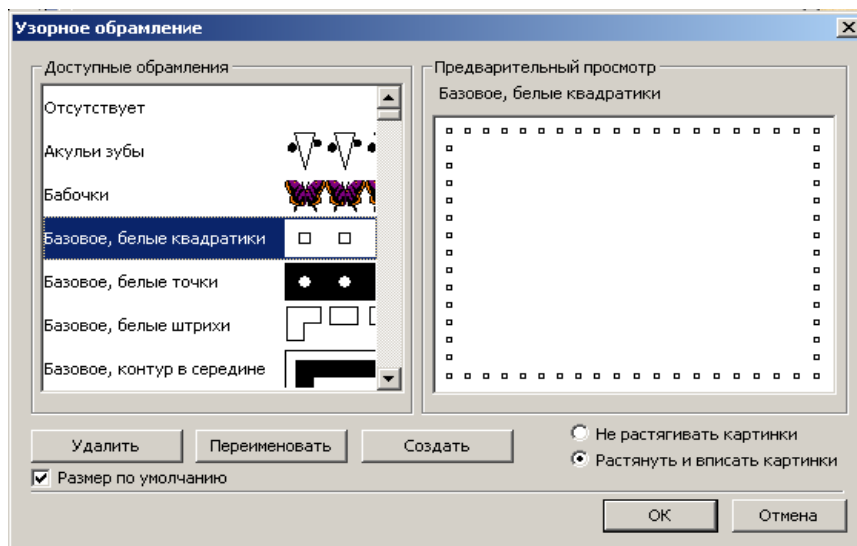 Узорное обрамление
Доступные обрамления
Отсутствует
Акульи зубы
Бабочки
Базовое, белые квадратики
Базовое, белые точки
Базовое, белые штрихи
Базовое, контур в середине
Предварительный просмотр
Базовое, белые квадратики
Удалить
Переименовать
Создать
Не растягивать картинки
Растянуть и вписать картинки
Размер по умолчанию
ОК
Отмена